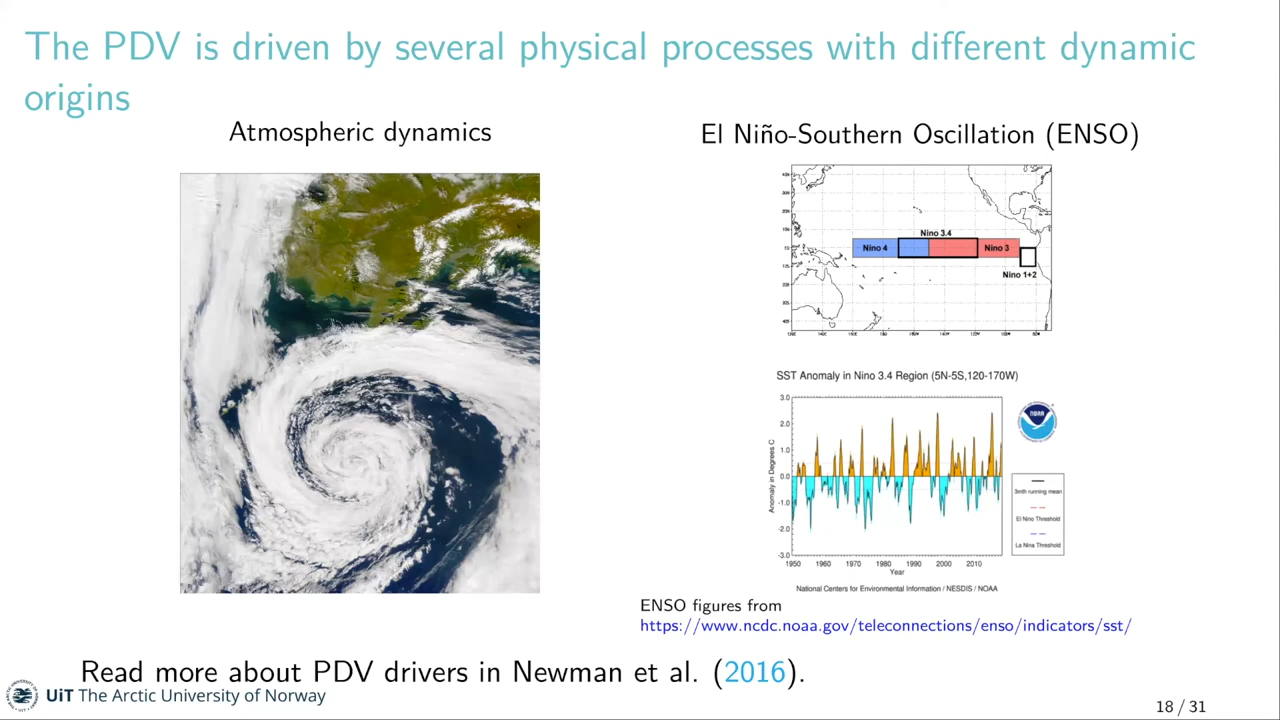 The PDV is driven by several physical processes with different dynamic
origins
Atmospheric dynamics
El Niño-Southern Oscillation (ENSO)
Nino 3.4
Nino 4
Nino 3
Nino 1+2
SST Anomaly in Nino 3.4 Region (5N-5S,120-170W)
3.0
2.0
1.0
0.0
-1.0
-2.0
-3.0
Anomaly in Degrees C
1950 1960 1970 1980 1990 2000 2010
Year
NOAA
3mth running mean
El Nino Threshold
La Nina Threshold
National Centers for Environmental Information / NESDIS / NOAA
ENSO figures from
https://www.ncdc.noaa.gov/teleconnections/enso/indicators/sst/
Read more about PDV drivers in Newman et al. (2016).
UiT The Arctic University of Norway
18 / 31